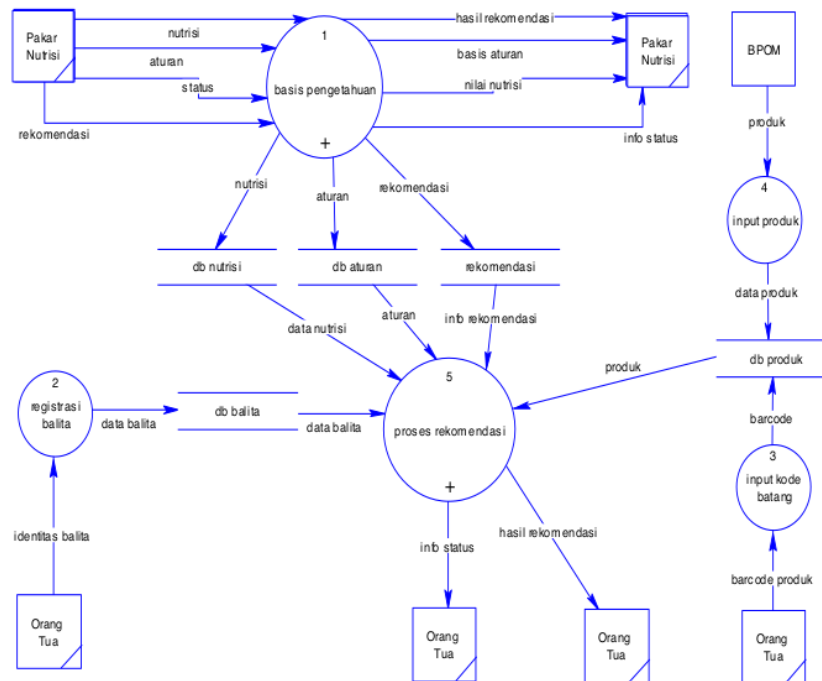 Pakar
Nutrisi
nutrisi
aturan
status
rekomendasi
1
basis pengetahuan
+
hasil rekomendasi
basis aturan
nilai nutrisi
info status
Pakar
Nutrisi
BPOM
produk
4
input produk
data produk
nutrisi
aturan
rekomendasi
db nutrisi
db aturan
rekomendasi
data nutrisi
aturan
info rekomendasi
db produk
produk
2
registrasi
balita
data balita
db balita
data balita
5
proses rekomendasi
+
barcode
3
input kode
batang
identitas balita
info status
hasil rekomendasi
barcode produk
Orang
Tua
Orang
Tua
Orang
Tua
Orang
Tua